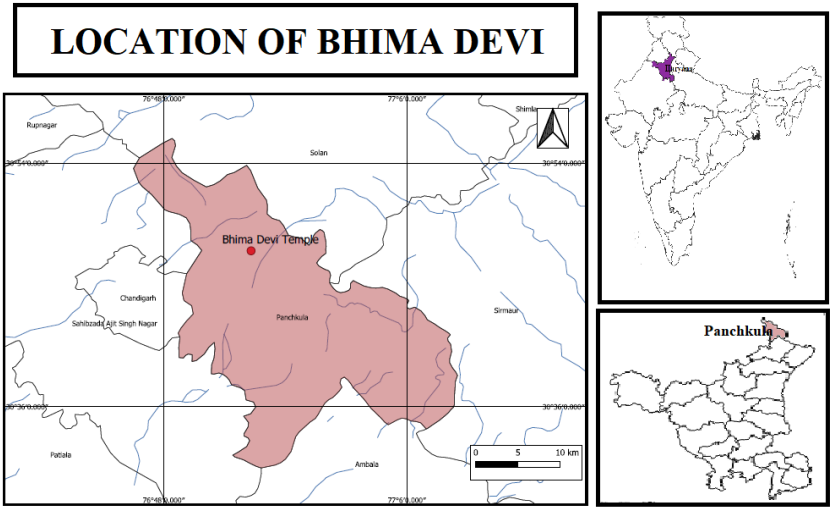 LOCATION OF BHIMA DEVI
76°48'0.000"
77°6'0.000"
Rupnagar
Shimla
Solan
30°54'0.000"
30°54'0.000"
Bhima Devi Temple
Chandigarh
Sahibzada Ajit Singh Nagar
Panchkula
Sirmaur
30°36'0.000"
30°36'0.000"
Patiala
Ambala
0 5 10 km
76°48'0.000"
77°6'0.000"
Haryana
Panchkula